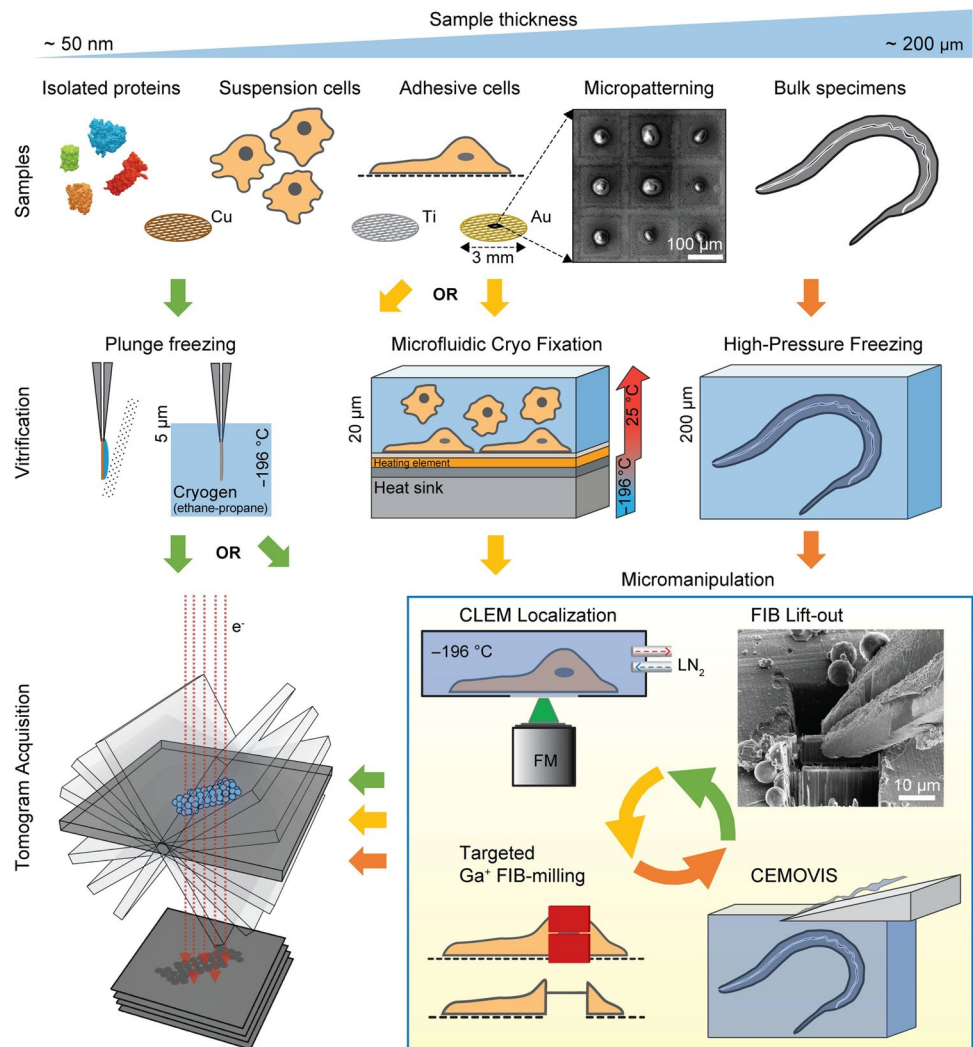 Sample thickness
~ 50 nm
~ 200 µm
Isolated proteins
Suspension cells
Adhesive cells
Micropatterning
Bulk specimens
Samples
Cu
Ti
Au
3 mm
100 µm
OR
Plunge freezing
Microfluidic Cryo Fixation
High-Pressure Freezing
Vitrification
5 µm
–196 °C
Cryogen
(ethane-propane)
20 µm
Heating element
Heat sink
25 °C
–196 °C
200 µm
OR
Micromanipulation
Tomogram Acquisition
e-
CLEM Localization
–196 °C
LN2
FM
FIB Lift-out
10 µm
Targeted
Ga+ FIB-milling
CEMOVIS